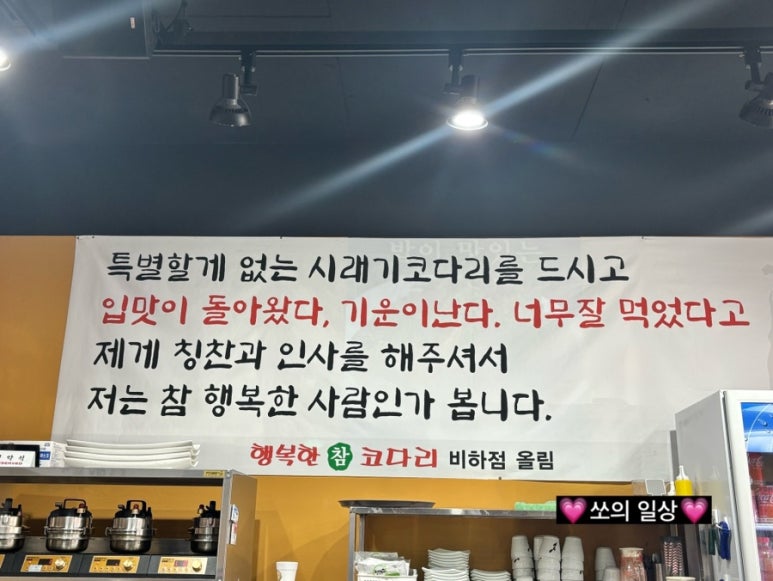 특별할게 없는 시래기코다리를 드시고
입맛이 돌아왔다, 기운이난다. 너무잘 먹었다고
제게 칭찬과 인사를 해주셔서
저는 참 행복한 사람인가 봅니다.
행복한 참 코다리 비하점 올림
💗쏘의 일상💗